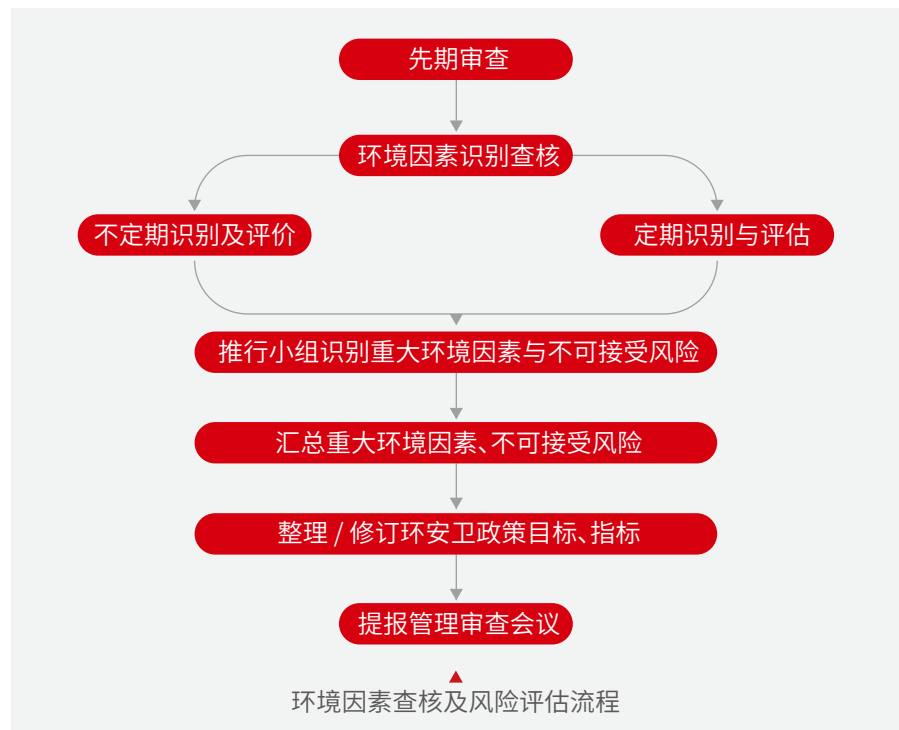 先期审查
环境因素识别查核
不定期识别及评价
定期识别与评估
推行小组识别重大环境因素与不可接受风险
汇总重大环境因素、不可接受风险
整理 / 修订环安卫政策目标、指标
提报管理审查会议
环境因素查核及风险评估流程